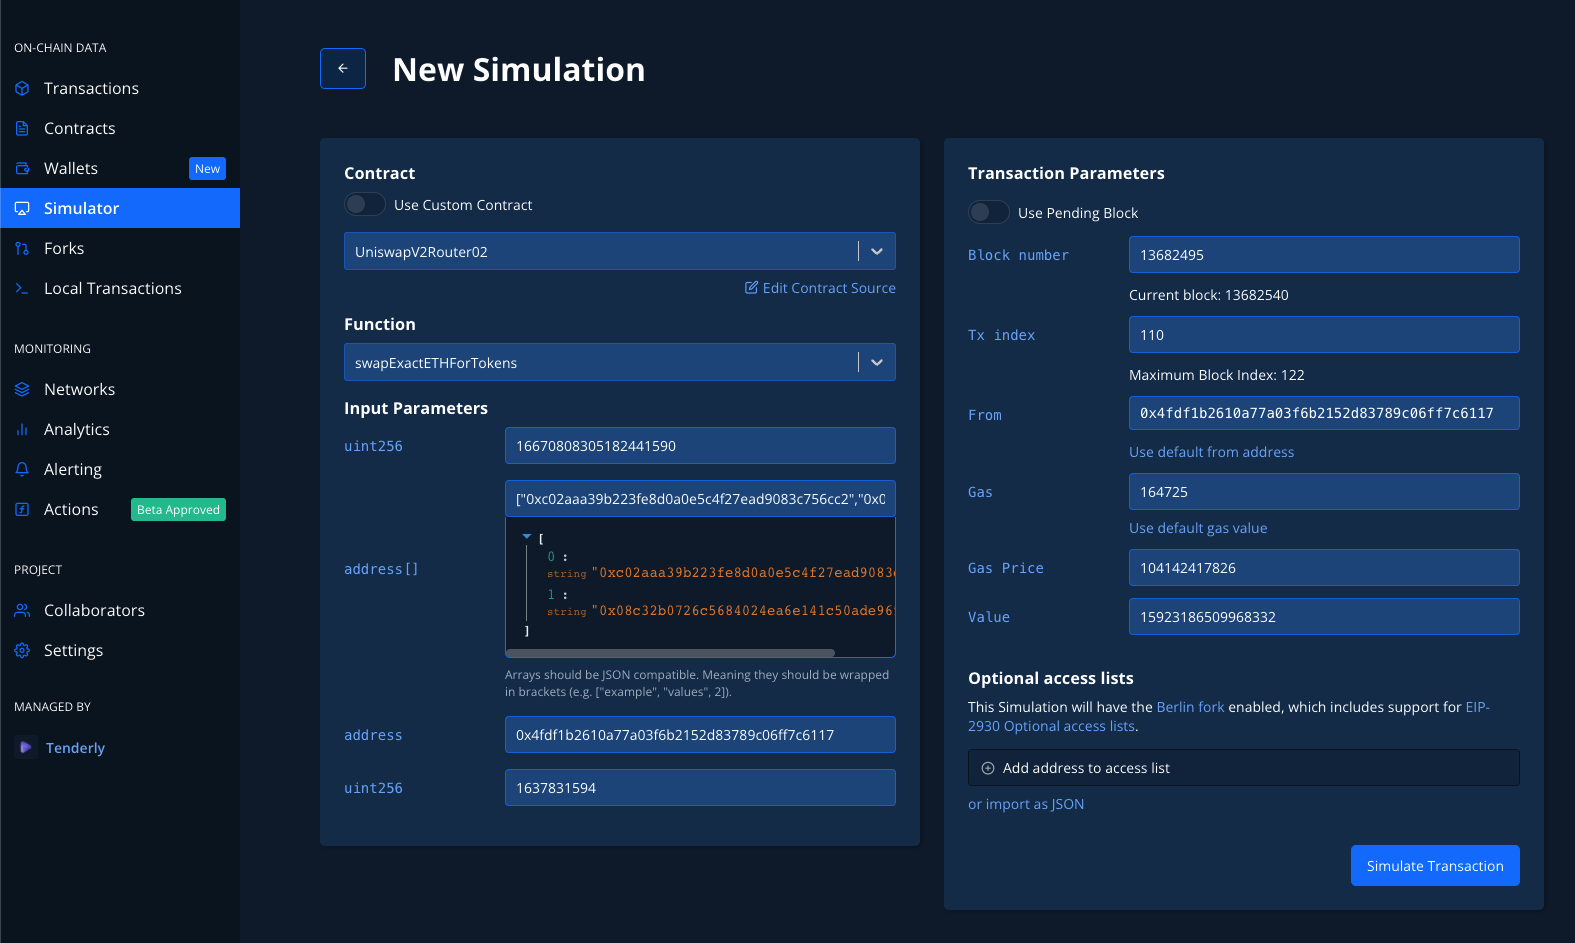 ON-CHAIN DATA
Transactions
Contracts
Wallets
New
Simulator
Forks
Local Transactions
MONITORING
Networks
Analytics
Alerting
Actions
Beta Approved
PROJECT
Collaborators
Settings
MANAGED BY
Tenderly
New Simulation
Contract
Use Custom Contract
UniswapV2Router02
Edit Contract Source
Function
swapExactETHForTokens
Input Parameters
uint256
16670808305182441590
address[]
["0xc02aaa39b223fe8d0a0e5c4f27ead9083c756cc2","0x0
[
0 :
string "0xc02aaa39b223fe8d0a0e5c4f27ead9083
1 :
string "0x08c32b0726c5684024ea6e141c50ade96
]
Arrays should be JSON compatible. Meaning they should be wrapped
in brackets (e.g. ["example", "values", 2]).
address
0x4fdf1b2610a77a03f6b2152d83789c06ff7c6117
uint256
1637831594
Transaction Parameters
Use Pending Block
Block number
13682495
Current block: 13682540
Tx index
110
Maximum Block Index: 122
From
0x4fdf1b2610a77a03f6b2152d83789c06ff7c6117
Use default from address
Gas
164725
Use default gas value
Gas Price
104142417826
Value
15923186509968332
Optional access lists
This Simulation will have the Berlin fork enabled, which includes support for EIP-
2930 Optional access lists.
Add address to access list
or import as JSON
Simulate Transaction